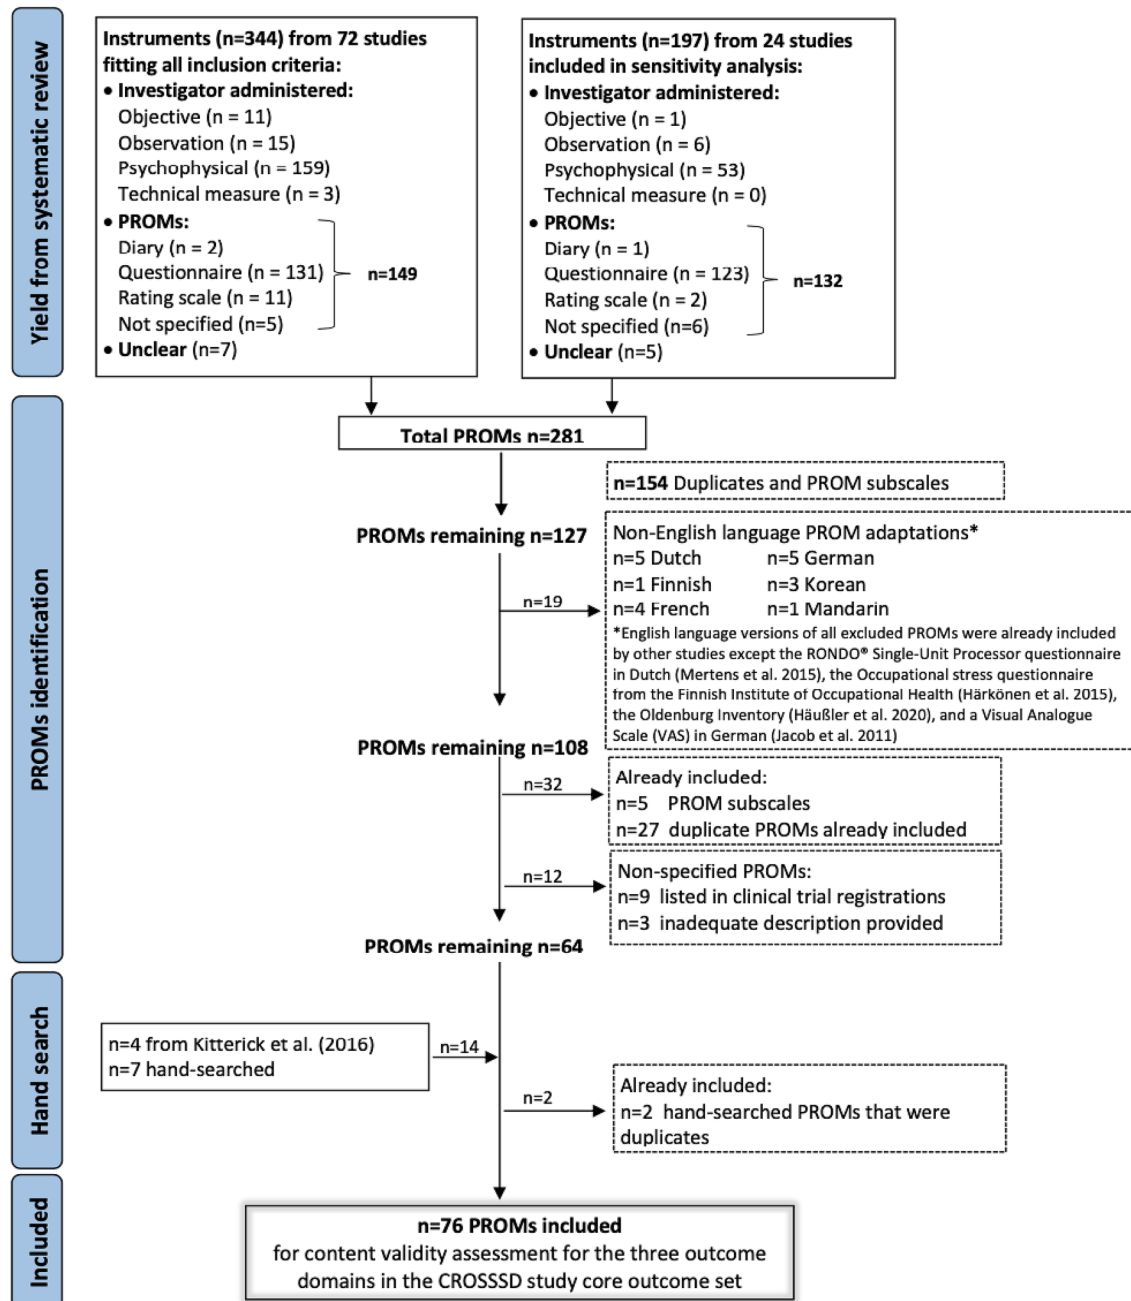 Yield from systematic review
Instruments (n=344) from 72 studies
fitting all inclusion criteria:
• Investigator administered:
Objective (n = 11)
Observation (n = 15)
Psychophysical (n = 159)
Technical measure (n = 3)
• PROMs:
Diary (n = 2)
Questionnaire (n = 131)
Rating scale (n = 11)
Not specified (n=5)
n=149
• Unclear (n=7)
Instruments (n=197) from 24 studies
included in sensitivity analysis:
• Investigator administered:
Objective (n = 1)
Observation (n = 6)
Psychophysical (n = 53)
Technical measure (n = 0)
• PROMs:
Diary (n = 1)
Questionnaire (n = 123)
Rating scale (n = 2)
Not specified (n=6)
n=132
• Unclear (n=5)
PROMs identification
Total PROMs n=281
n=154 Duplicates and PROM subscales
PROMs remaining n=127
n=19
Non-English language PROM adaptations*
n=5 Dutch n=5 German
n=1 Finnish n=3 Korean
n=4 French n=1 Mandarin
*English language versions of all excluded PROMs were already included
by other studies except the RONDO® Single-Unit Processor questionnaire
in Dutch (Mertens et al. 2015), the Occupational stress questionnaire
from the Finnish Institute of Occupational Health (Härkönen et al. 2015),
the Oldenburg Inventory (Häußler et al. 2020), and a Visual Analogue
Scale (VAS) in German (Jacob et al. 2011)
PROMs remaining n=108
n=32
Already included:
n=5 PROM subscales
n=27 duplicate PROMs already included
n=12
Non-specified PROMs:
n=9 listed in clinical trial registrations
n=3 inadequate description provided
PROMs remaining n=64
Hand search
n=4 from Kitterick et al. (2016)
n=7 hand-searched
n=14
n=2
Already included:
n=2 hand-searched PROMs that were
duplicates
Included
n=76 PROMs included
for content validity assessment for the three outcome
domains in the CROSSSD study core outcome set